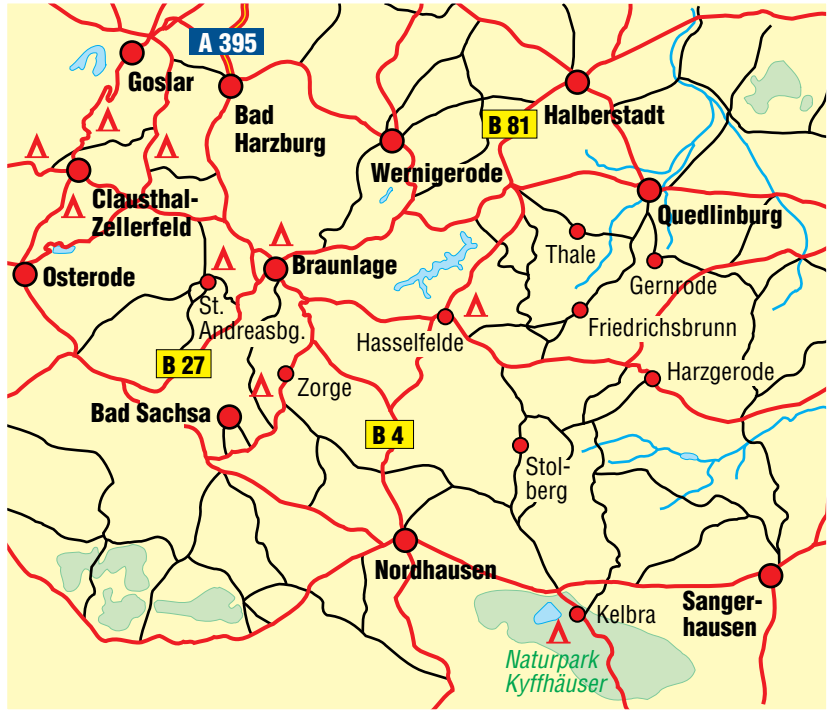 A 395
Goslar
Bad
Harzburg
Halberstadt
B 81
Wernigerode
Clausthal-
Zellerfeld
Quedlinburg
Thale
Osterode
Braunlage
Gernrode
St.
Andreasbg.
Hasselfelde
Friedrichsbrunn
B 27
Zorge
Harzgerode
Bad Sachsa
B 4
Stol-
berg
Nordhausen
Sanger-
hausen
Kelbra
Naturpark
Kyffhäuser